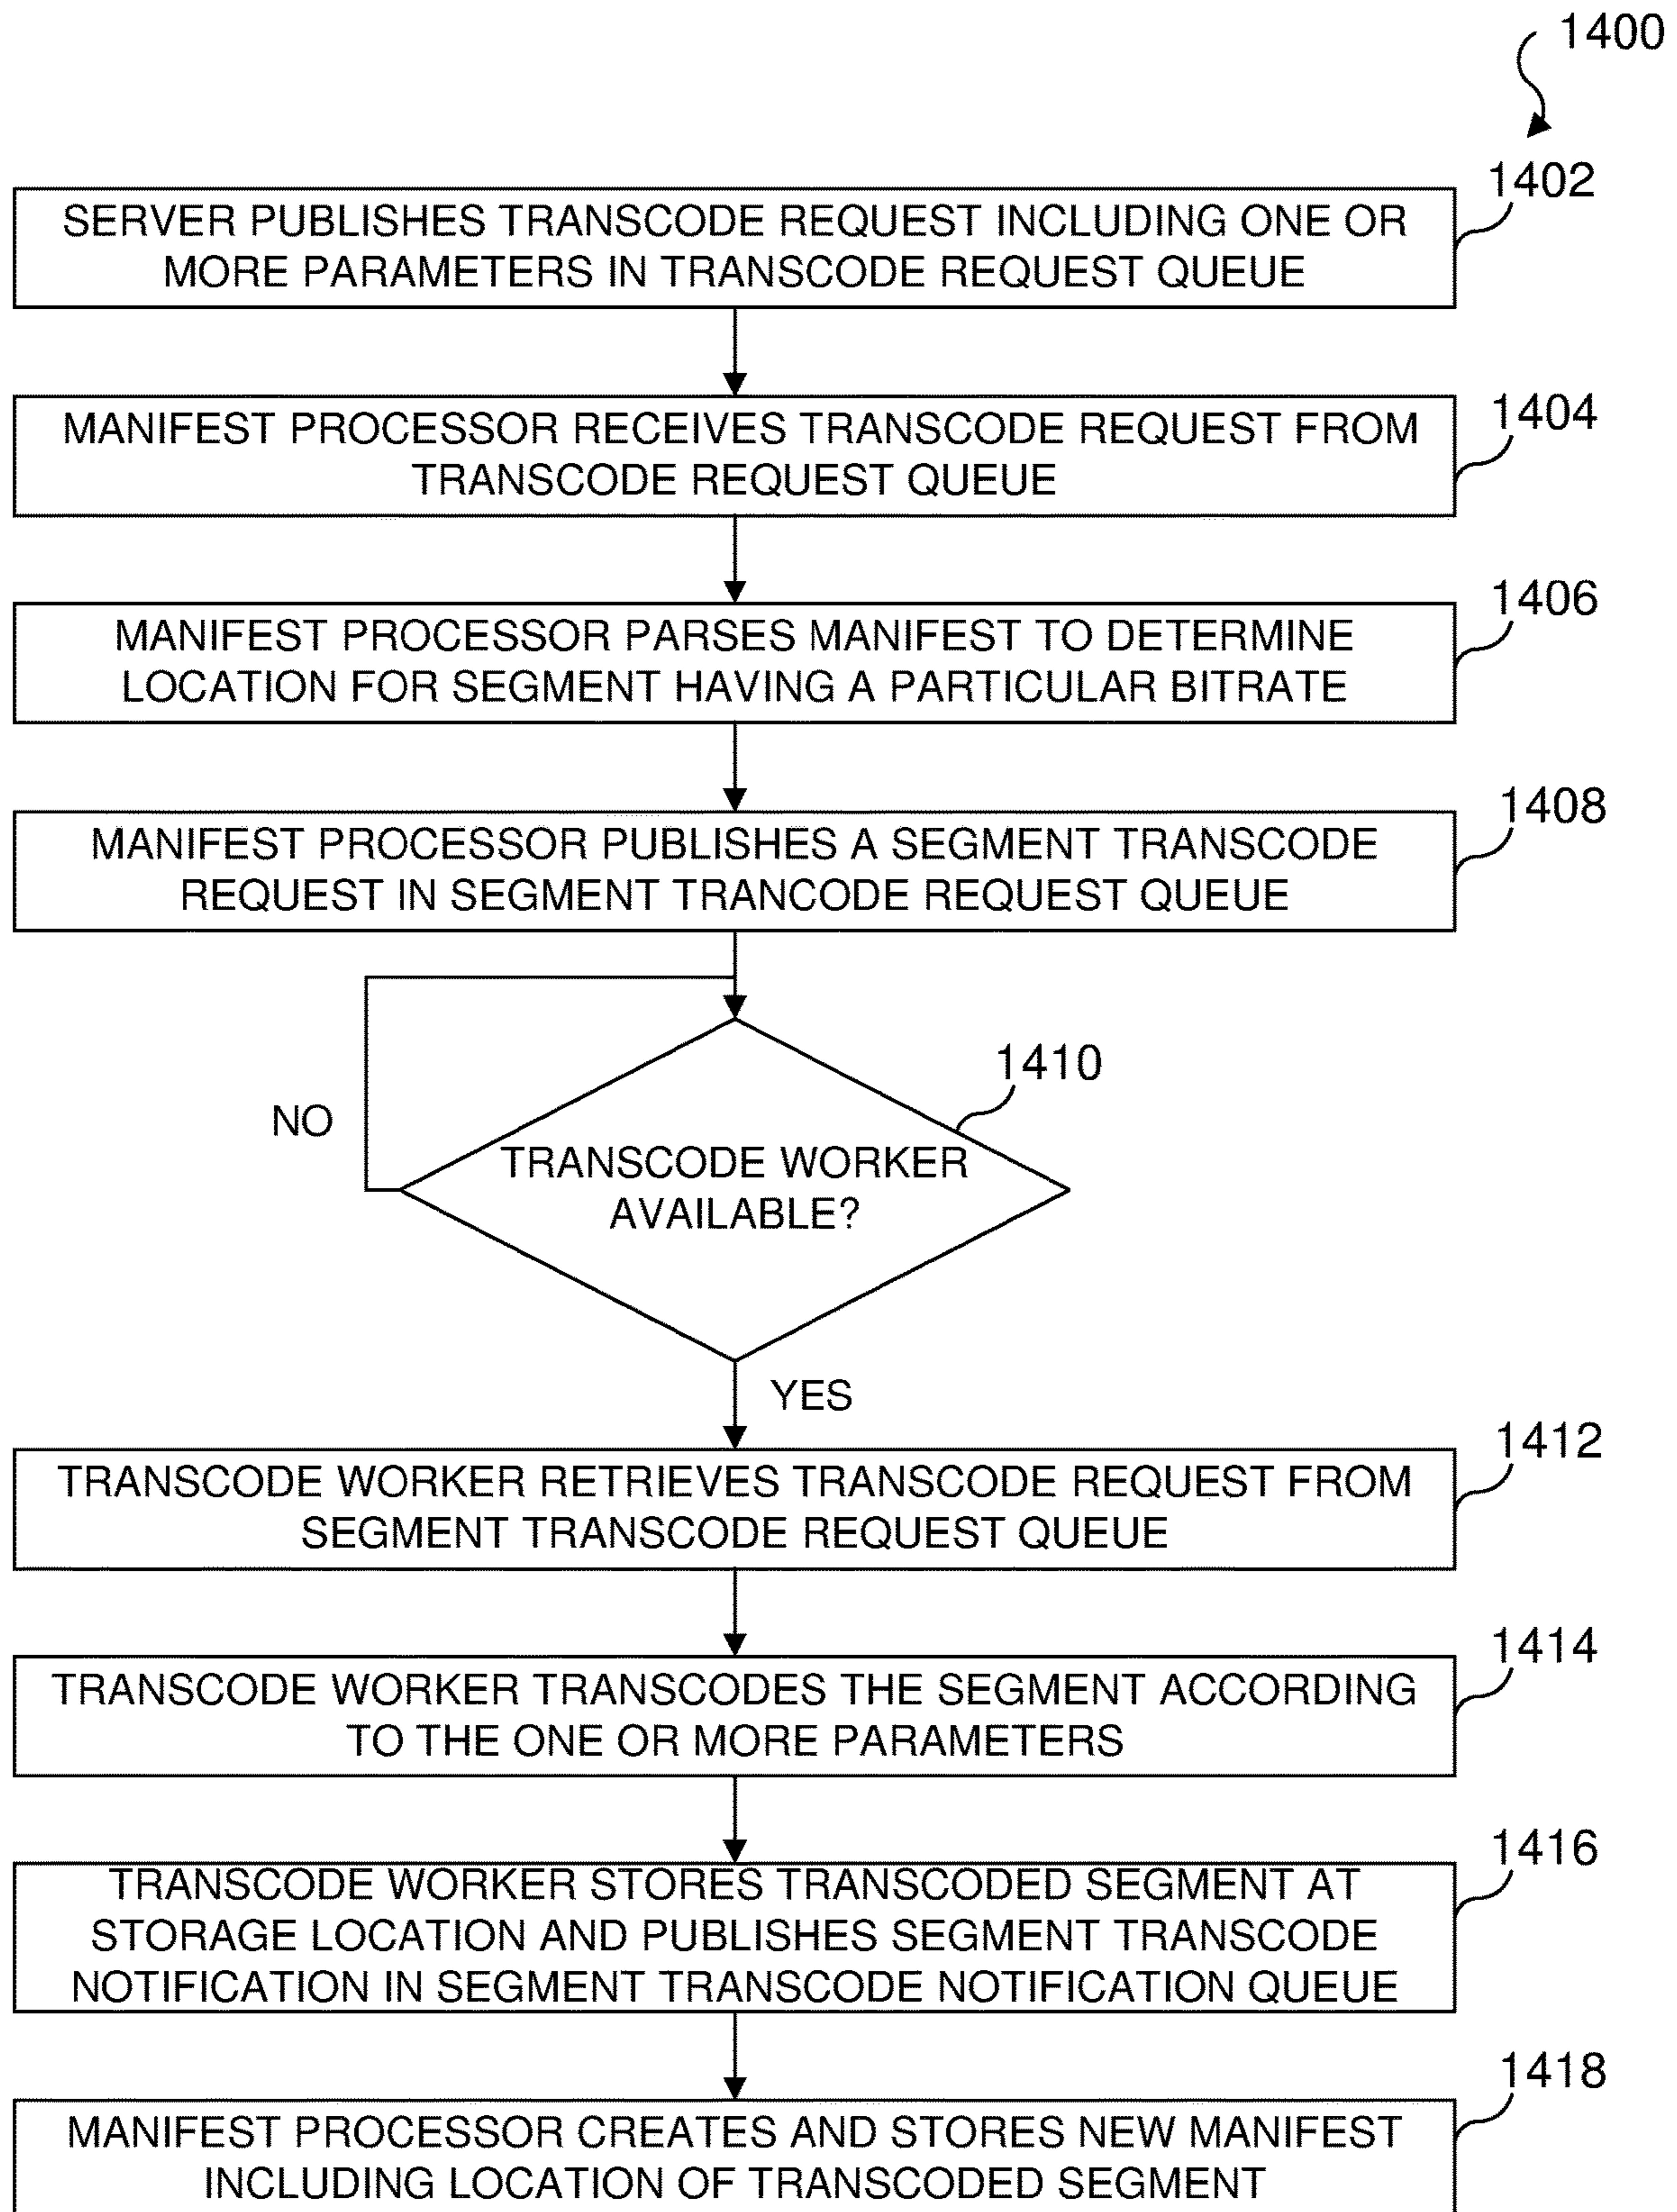 1400
1402
SERVER PUBLISHES TRANSCODE REQUEST INCLUDING ONE OR
MORE PARAMETERS IN TRANSCODE REQUEST QUEUE
1404
MANIFEST PROCESSOR RECEIVES TRANSCODE REQUEST FROM
TRANSCODE REQUEST QUEUE
1406
MANIFEST PROCESSOR PARSES MANIFEST TO DETERMINE
LOCATION FOR SEGMENT HAVING A PARTICULAR BITRATE
1408
MANIFEST PROCESSOR PUBLISHES A SEGMENT TRANSCODE
REQUEST IN SEGMENT TRANCODE REQUEST QUEUE
1410
NO
TRANSCODE WORKER
AVAILABLE?
YES
1412
TRANSCODE WORKER RETRIEVES TRANSCODE REQUEST FROM
SEGMENT TRANSCODE REQUEST QUEUE
1414
TRANSCODE WORKER TRANSCODES THE SEGMENT ACCORDING
TO THE ONE OR MORE PARAMETERS
1416
TRANSCODE WORKER STORES TRANSCODED SEGMENT AT
STORAGE LOCATION AND PUBLISHES SEGMENT TRANSCODE
NOTIFICATION IN SEGMENT TRANSCODE NOTIFICATION QUEUE
1418
MANIFEST PROCESSOR CREATES AND STORES NEW MANIFEST
INCLUDING LOCATION OF TRANSCODED SEGMENT